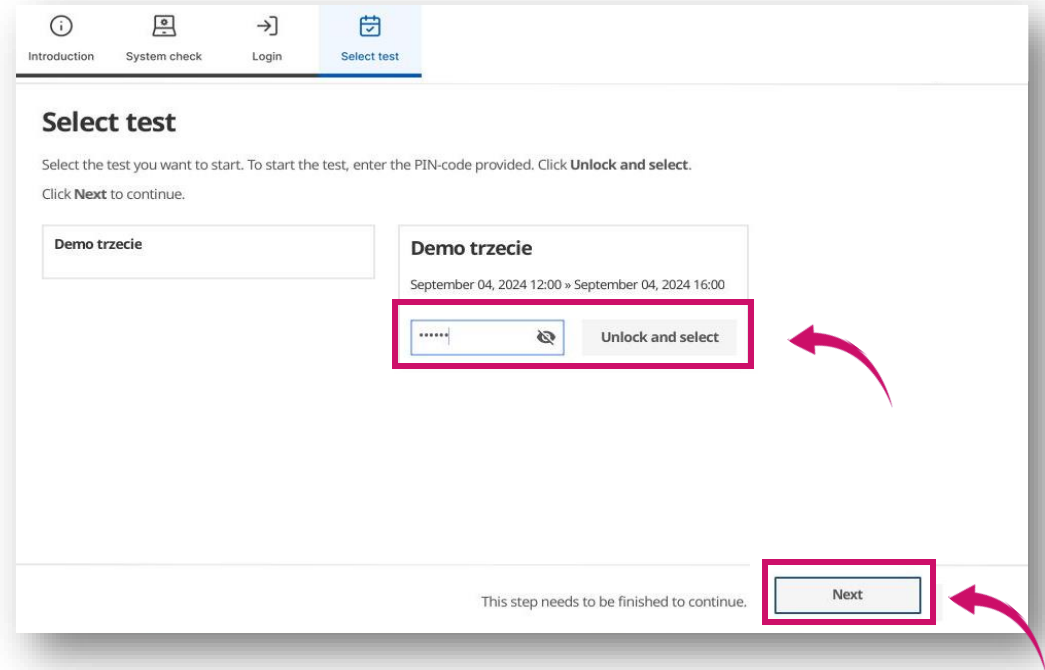 Introduction
System check
Login
Select test
Select test
Select the test you want to start. To start the test, enter the PIN-code provided. Click Unlock and select.
Click Next to continue.
Demo trzecie
Demo trzecie
September 04, 2024 12:00 » September 04, 2024 16:00
••••••
Unlock and select
This step needs to be finished to continue.
Next